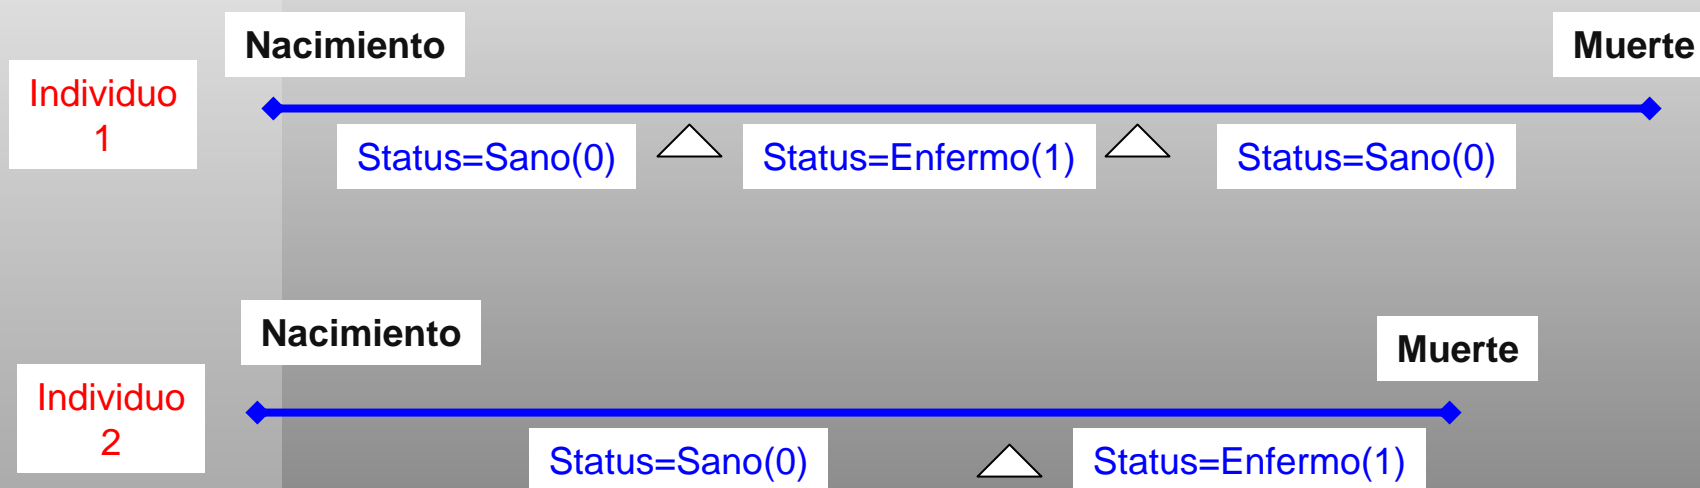 Nacimiento
Muerte
Individuo
1
Status=Sano(0)
Status=Enfermo(1)
Status=Sano(0)
Nacimiento
Muerte
Individuo
2
Status=Sano(0)
Status=Enfermo(1)